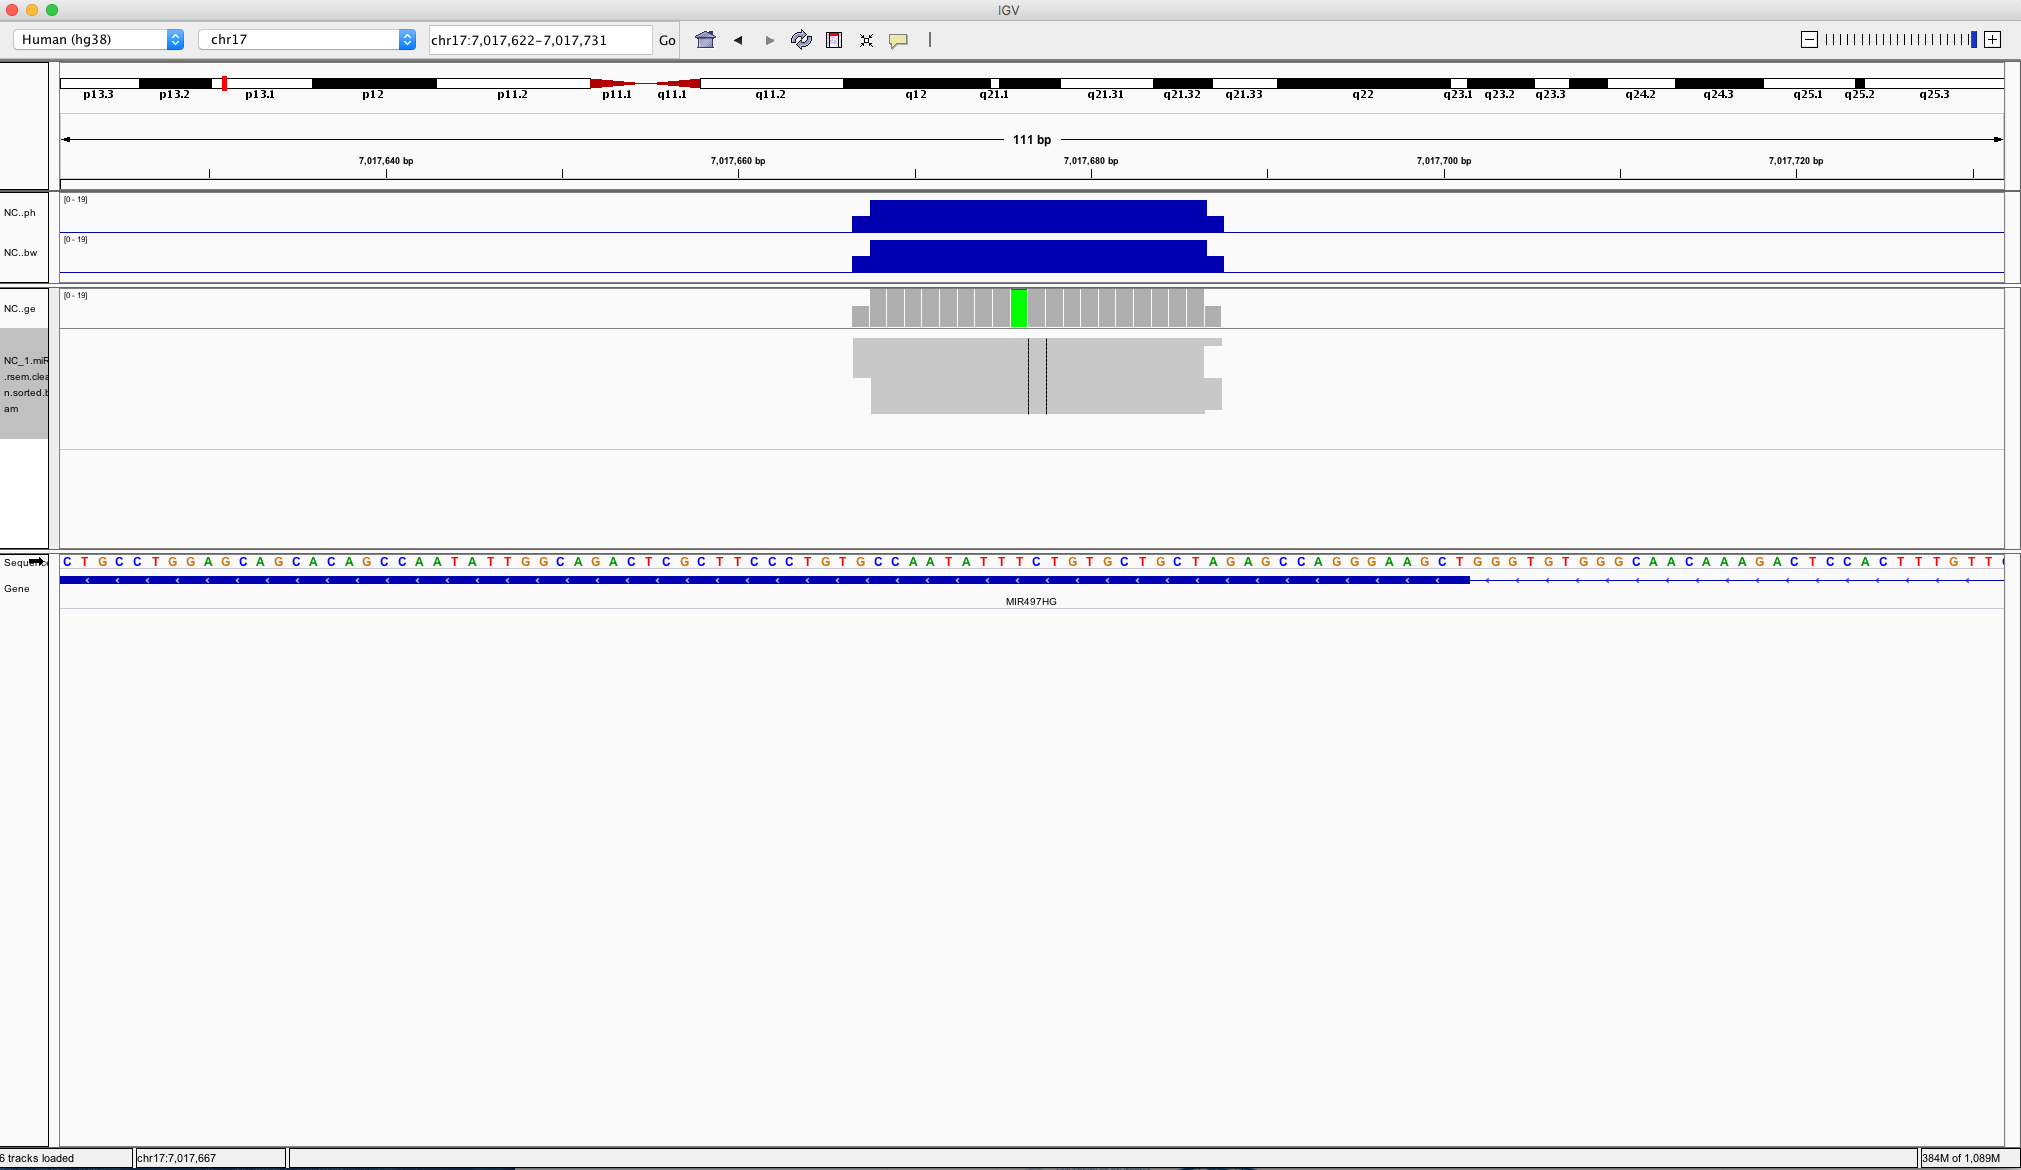 IGV
Human (hg38) chr17 chr17:7,017,622-7,017,731 Go
p13.3 p13.2 p13.1 p12 p11.2 p11.1 q11.1 q11.2 q12 q21.1 q21.31 q21.32 q21.33 q22 q23.1 q23.2 q23.3 q24.2 q24.3 q25.1 q25.2 q25.3
111 bp
7,017,640 bp 7,017,660 bp 7,017,680 bp 7,017,700 bp 7,017,720 bp
[0 - 19]
NC..ph
[0 - 19]
NC..bw
[0 - 19]
NC..ge
NC_1.miR
.rsem.clea
n.sorted.b
am
Sequence C T G C C T G G A G C A G C A C A G C C A A T A T T G G C A G A C T C G C T T C C C T G T G C C A A T A T T T C T G T G C T G C T A G A G C C A G G G A A G C T G G G T G T G G G C A A C A A A G A C T C C A C T T T G T T
Gene
MIR497HG
6 tracks loaded chr17:7,017,667 384M of 1,089M